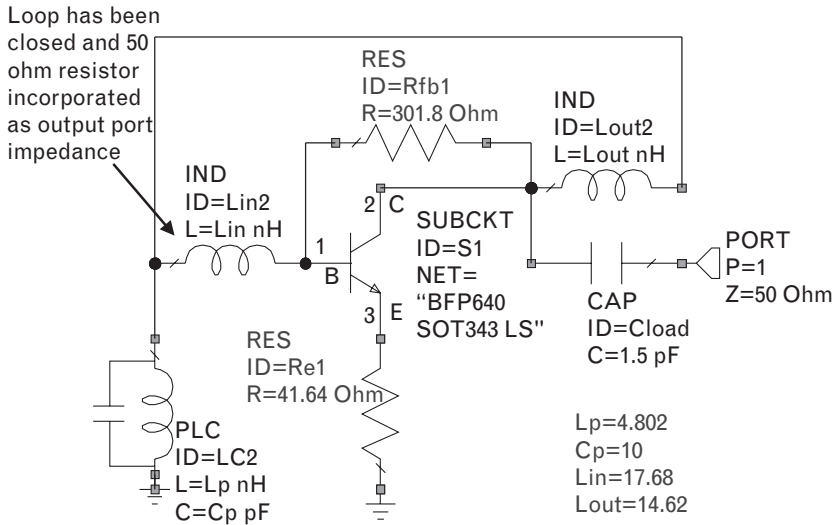 Loop has been
closed and 50
ohm resistor
incorporated
as output port
impedance
RES
ID=Rfb1
R=301.8 Ohm
IND
ID=Lout2
L=Lout nH
IND
ID=Lin2
L=Lin nH
2
C
1
B
3
E
SUBCKT
ID=S1
NET=
“BFP640
SOT343 LS"
PORT
P=1
Z=50 Ohm
CAP
ID=Cload
C=1.5 pF
RES
ID=Re1
R=41.64 Ohm
PLC
ID=LC2
L=Lp nH
C=Cp pF
Lp=4.802
Cp=10
Lin=17.68
Lout=14.62